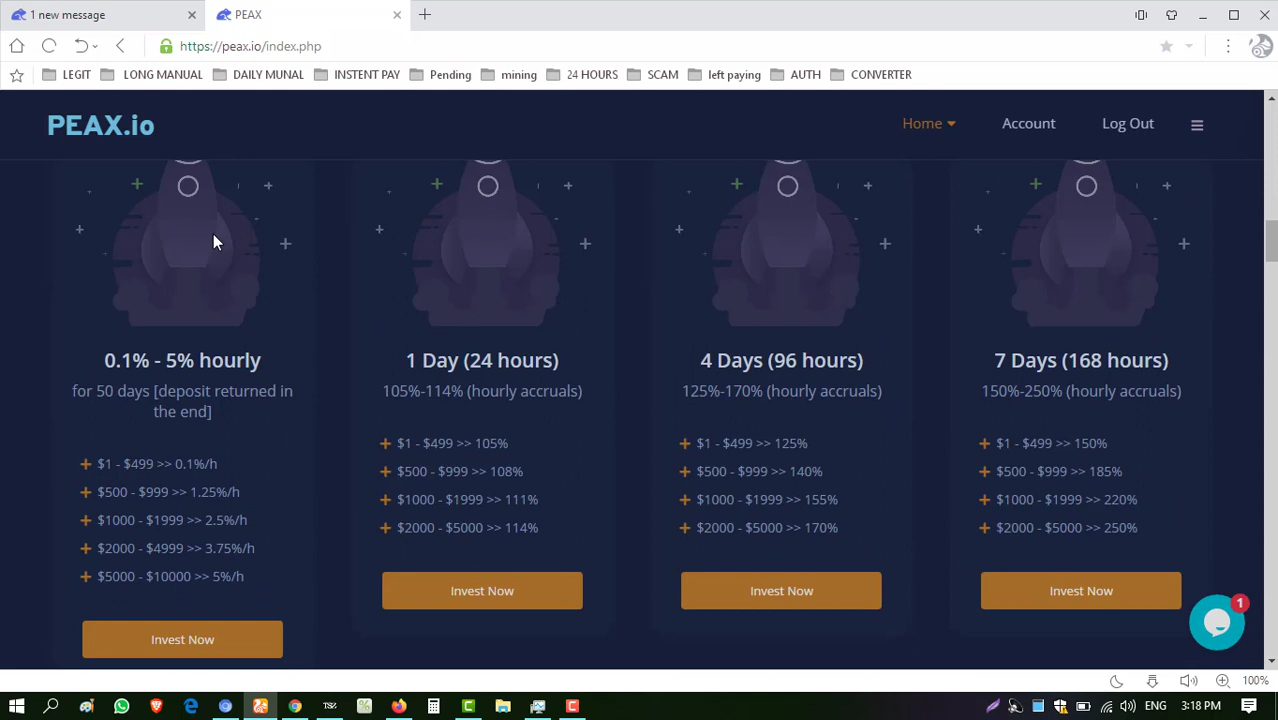 1 new message
PEAX
https://peax.io/index.php
LEGIT LONG MANUAL DAILY MUNAL INSTENT PAY Pending mining 24 HOURS SCAM left paying AUTH CONVERTER
PEAX.io
Home Account Log Out
0.1% - 5% hourly
for 50 days [deposit returned in
the end]
+ $1 - $499 >> 0.1%/h
+ $500 - $999 >> 1.25%/h
+ $1000 - $1999 >> 2.5%/h
+ $2000 - $4999 >> 3.75%/h
+ $5000 - $10000 >> 5%/h
Invest Now
1 Day (24 hours)
105%-114% (hourly accruals)
+ $1 - $499 >> 105%
+ $500 - $999 >> 108%
+ $1000 - $1999 >> 111%
+ $2000 - $5000 >> 114%
Invest Now
4 Days (96 hours)
125%-170% (hourly accruals)
+ $1 - $499 >> 125%
+ $500 - $999 >> 140%
+ $1000 - $1999 >> 155%
+ $2000 - $5000 >> 170%
Invest Now
7 Days (168 hours)
150%-250% (hourly accruals)
+ $1 - $499 >> 150%
+ $500 - $999 >> 185%
+ $1000 - $1999 >> 220%
+ $2000 - $5000 >> 250%
Invest Now
1
100%
ENG 3:18 PM